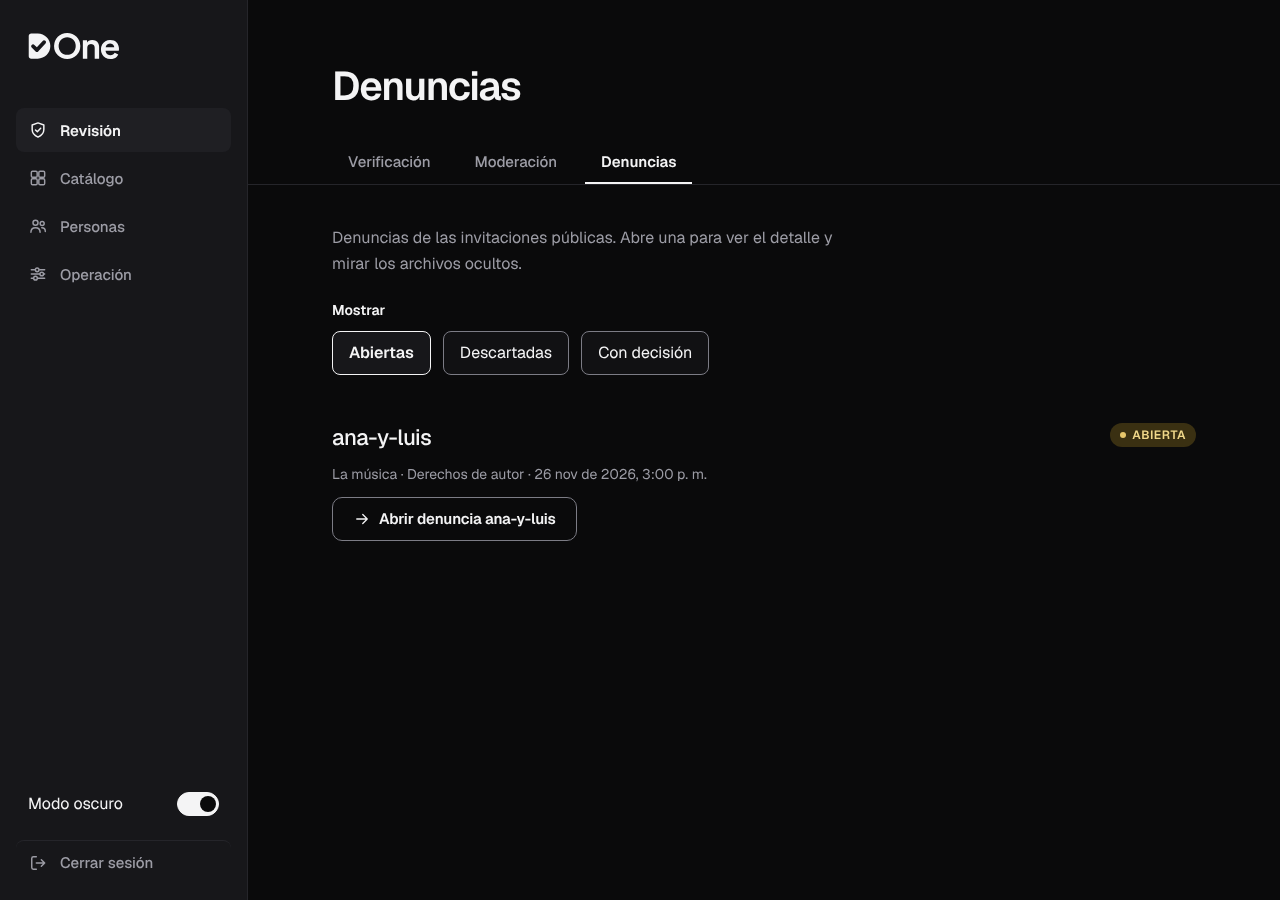 One
Revisión
Catálogo
Personas
Operación
Modo oscuro
Cerrar sesión
Denuncias
Verificación
Moderación
Denuncias
Denuncias de las invitaciones públicas. Abre una para ver el detalle y
mirar los archivos ocultos.
Mostrar
Abiertas
Descartadas
Con decisión
ana-y-luis
ABIERTA
La música · Derechos de autor · 26 nov de 2026, 3:00 p. m.
Abrir denuncia ana-y-luis